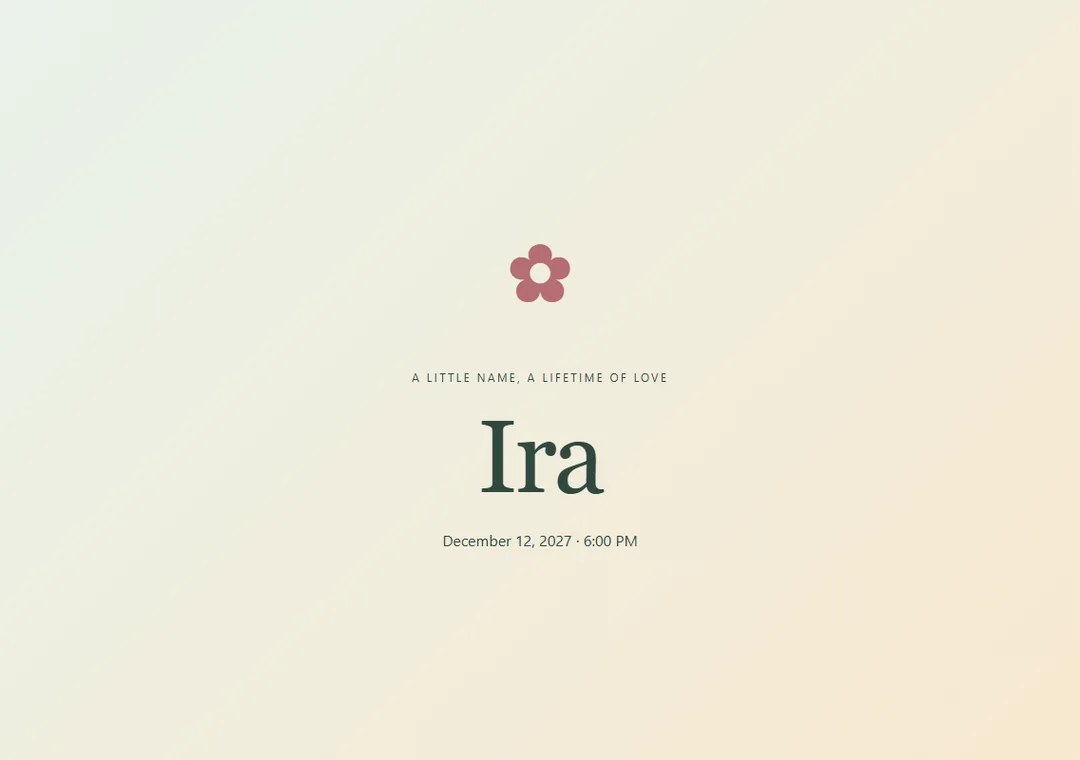 A LITTLE NAME, A LIFETIME OF LOVE
Ira
December 12, 2027 · 6:00 PM